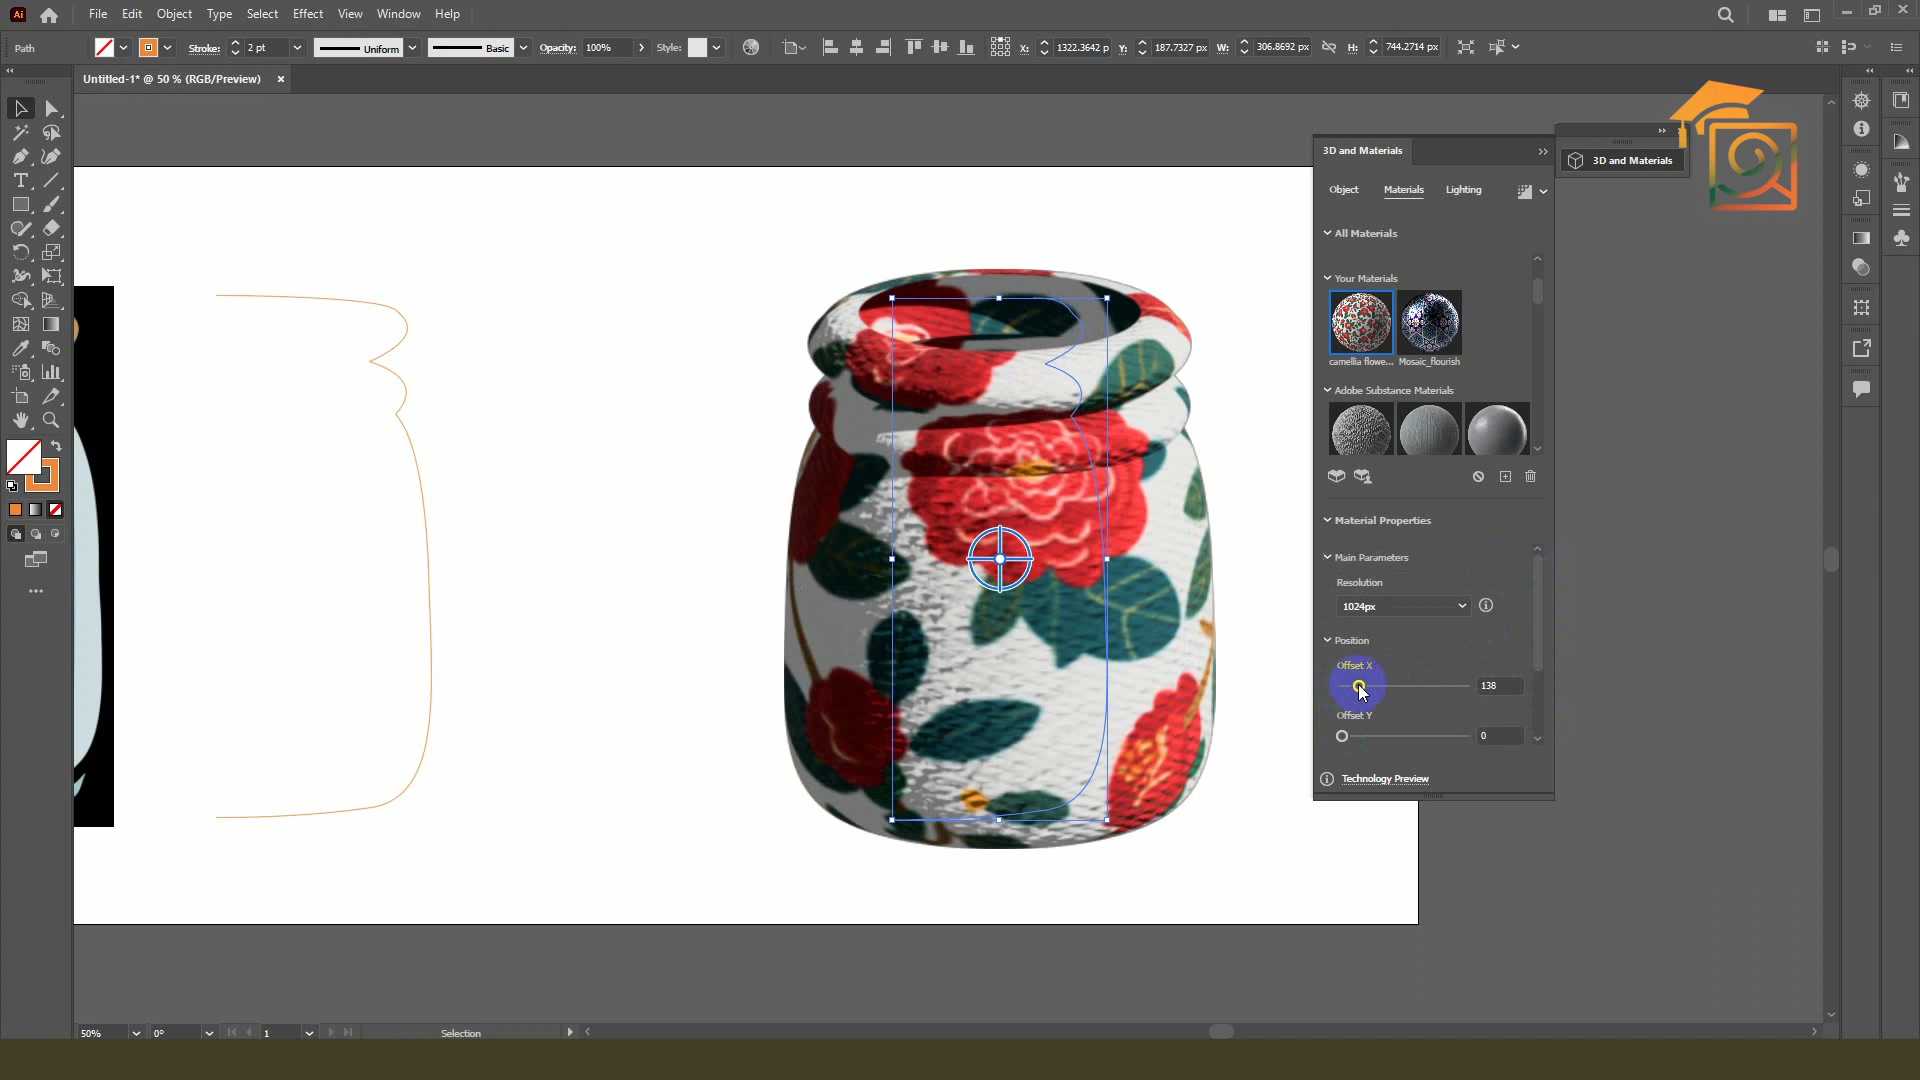 Ai File Edit Object Type Select Effect View Window Help
Path Stroke: 2 pt Uniform Basic Opacity: 100% Style: X: 1322.3642 p Y: 187.7327 px W: 306.8692 px H: 744.2714 px
Untitled-1* @ 50 % (RGB/Preview)
3D and Materials
3D and Materials
Object Materials Lighting
All Materials
Your Materials
camellia flowe... Mosaic_flourish
Adobe Substance Materials
Material Properties
Main Parameters
Resolution
1024px
Position
Offset X
138
Offset Y
0
Technology Preview
50% 0° 1 Selection